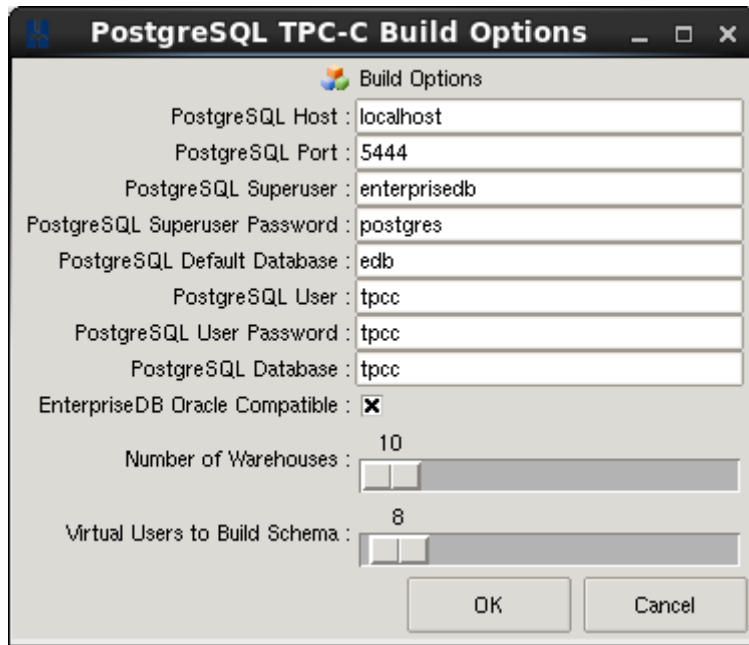 PostgreSQL TPC-C Build Options
Build Options
PostgreSQL Host : localhost
PostgreSQL Port : 5444
PostgreSQL Superuser : enterprisedb
PostgreSQL Superuser Password : postgres
PostgreSQL Default Database : edb
PostgreSQL User : tpcc
PostgreSQL User Password : tpcc
PostgreSQL Database : tpcc
EnterpriseDB Oracle Compatible :
10
Number of Warehouses :
8
Virtual Users to Build Schema :
OK Cancel